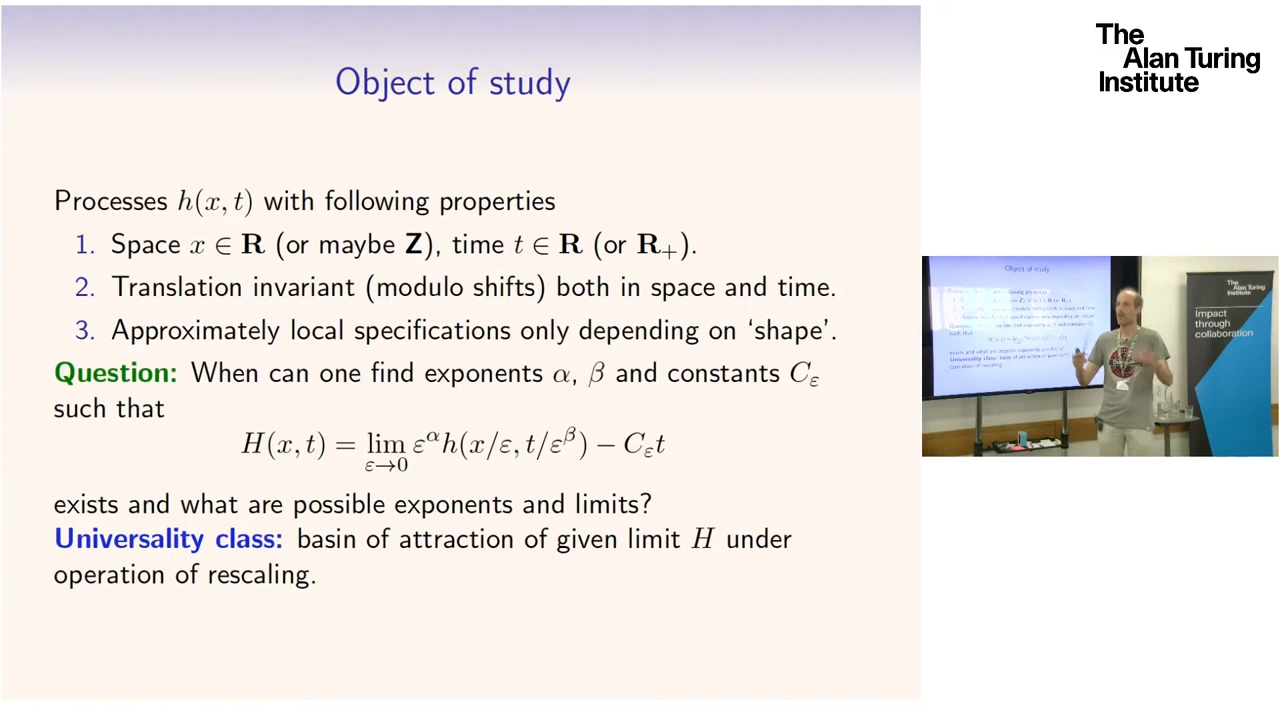 Object of study
Processes h(x, t) with following properties
1. Space x ∈ R (or maybe Z), time t ∈ R (or R₊).
2. Translation invariant (modulo shifts) both in space and time.
3. Approximately local specifications only depending on ‘shape’.
Question: When can one find exponents α, β and constants C_ε
such that
H(x, t) = lim_{ε→0} ε^α h(x/ε, t/ε^β) − C_ε t
exists and what are possible exponents and limits?
Universality class: basin of attraction of given limit H under
operation of rescaling.
The
Alan Turing
Institute
Object of study
The
Alan Turing
Institute
Impact
through
collaboration